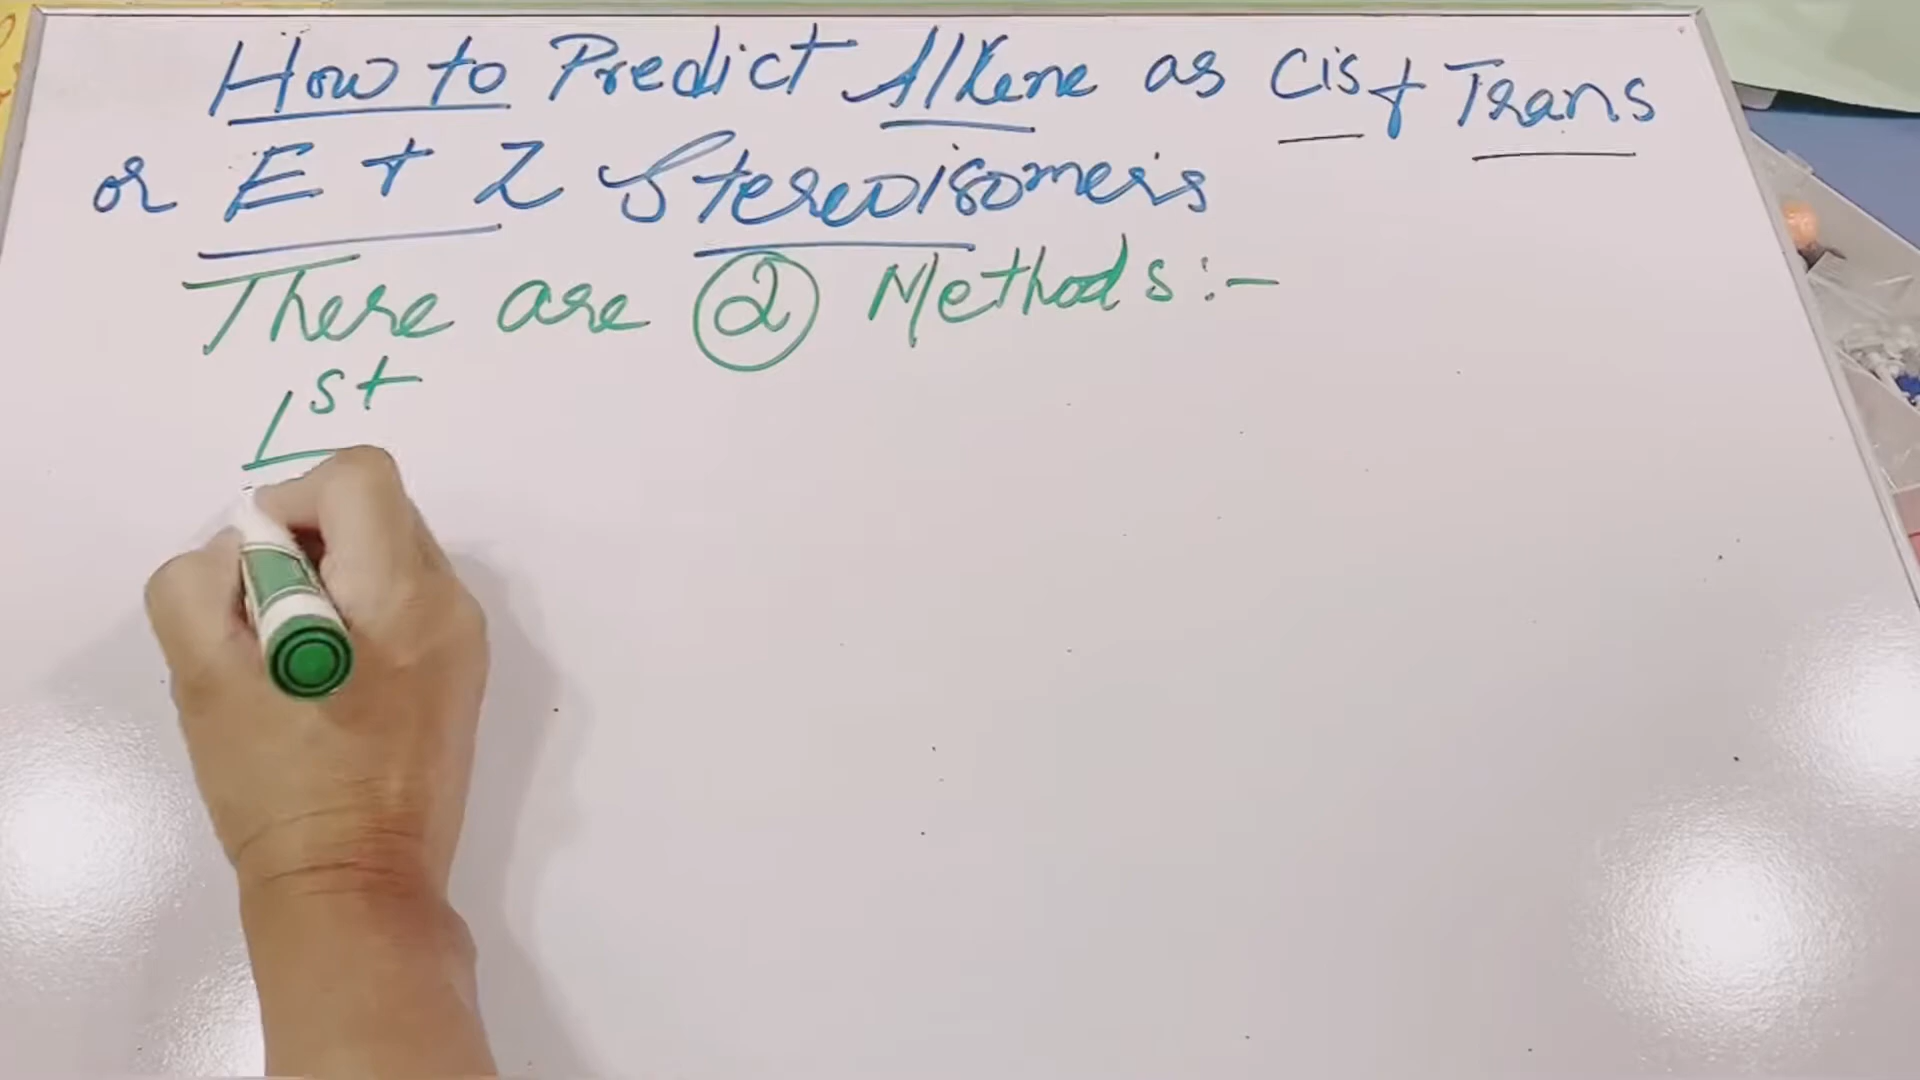 How to Predict Alkene as Cis + Trans
or E + Z Stereoisomers
There are 2 Methods:-
1st